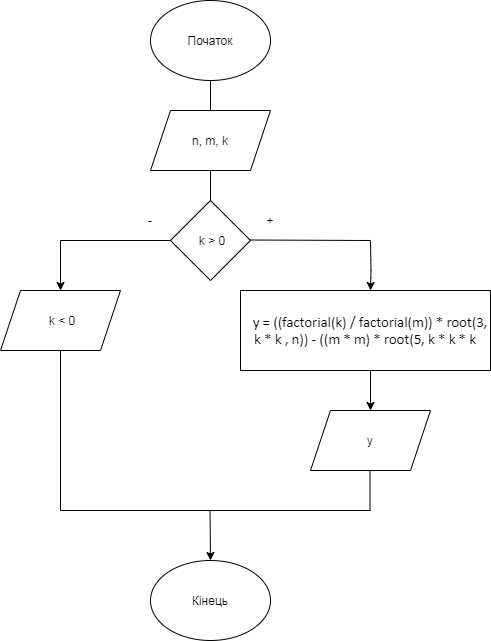 Початок
n, m, k
k > 0
-
+
k < 0
y = ((factorial(k) / factorial(m)) * root(3,
k * k , n)) - ((m * m) * root(5, k * k * k
y
Кінець